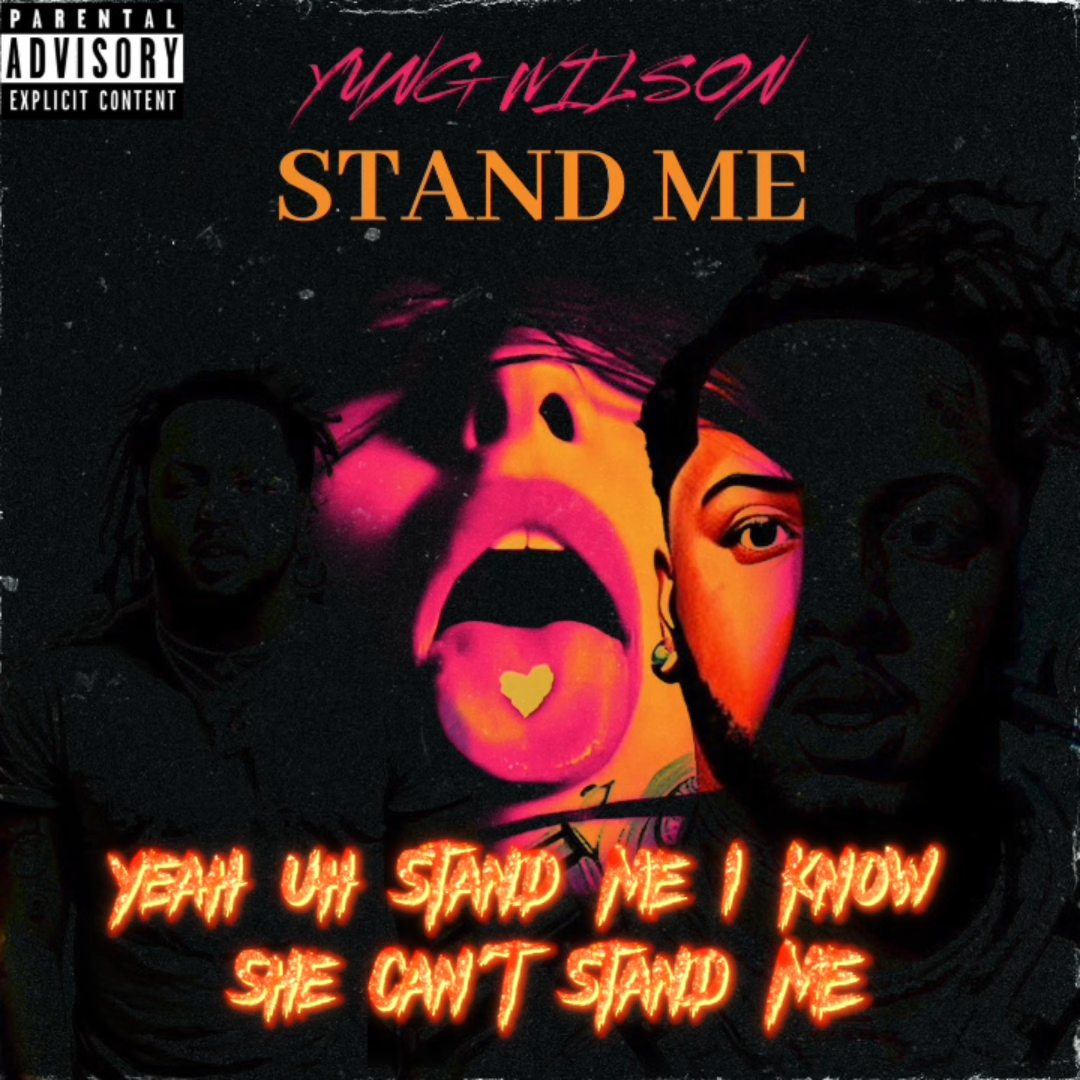 PARENTAL
ADVISORY
EXPLICIT CONTENT
YUNG WILSON
STAND ME
YEAH UH STAND ME I KNOW
SHE CAN'T STAND ME